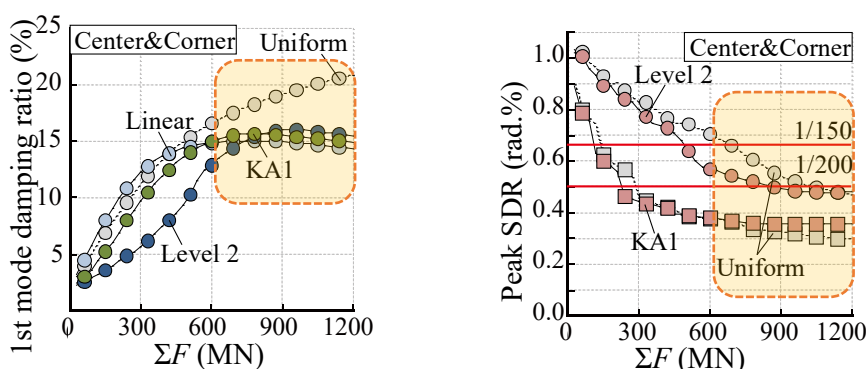 1st mode damping ratio (%)
25
20
15
10
5
0
300
600
900
1200
ΣF (MN)
Center&Corner
Uniform
Linear
KA1
Level 2
Peak SDR (rad.%)
1.0
0.8
0.6
0.4
0.3
0.2
0.0
0
300
600
900
1200
ΣF (MN)
Center&Corner
Level 2
1/150
1/200
KA1
Uniform